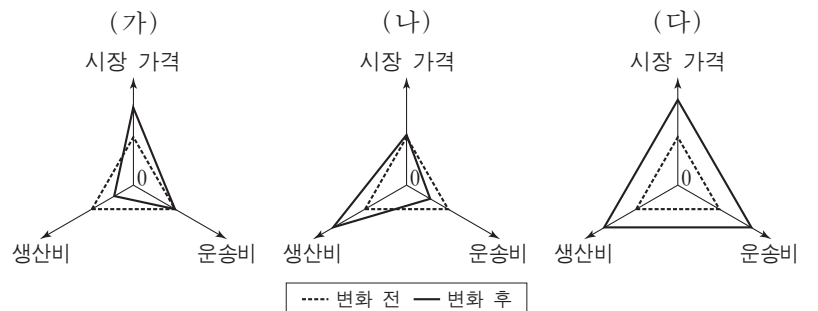 (가) (나) (다)
시장 가격 시장 가격 시장 가격
0 0 0
생산비 운송비 생산비 운송비 생산비 운송비
변화 전 변화 후